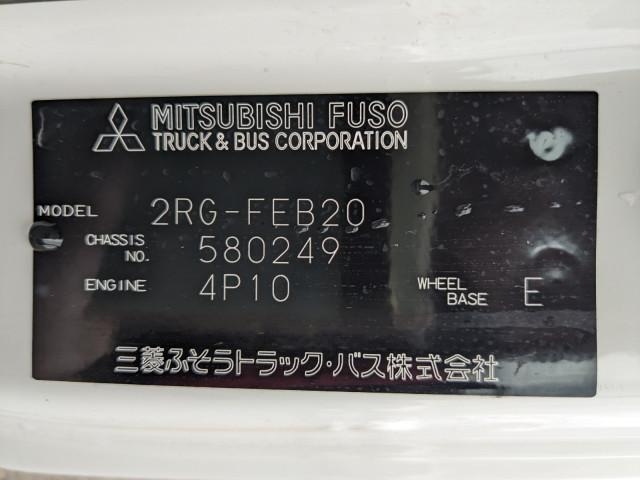 MITSUBISHI FUSO
TRUCK & BUS CORPORATION
MODEL 2RG-FEB20
CHASSIS NO. 580249
ENGINE 4P10 WHEEL BASE E
三菱ふそうトラック・バス株式会社